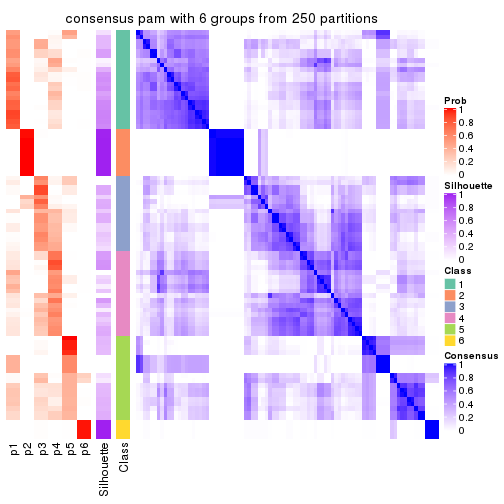 consensus pam with 6 groups from 250 partitions
Prob
1
0.8
0.6
0.4
0.2
0
Silhouette
1
0.8
0.6
0.4
0.2
0
Class
1
2
3
4
5
6
Consensus
1
0.8
0.6
0.4
0.2
0
p1
p2
p3
p4
p5
p6
Silhouette
Class